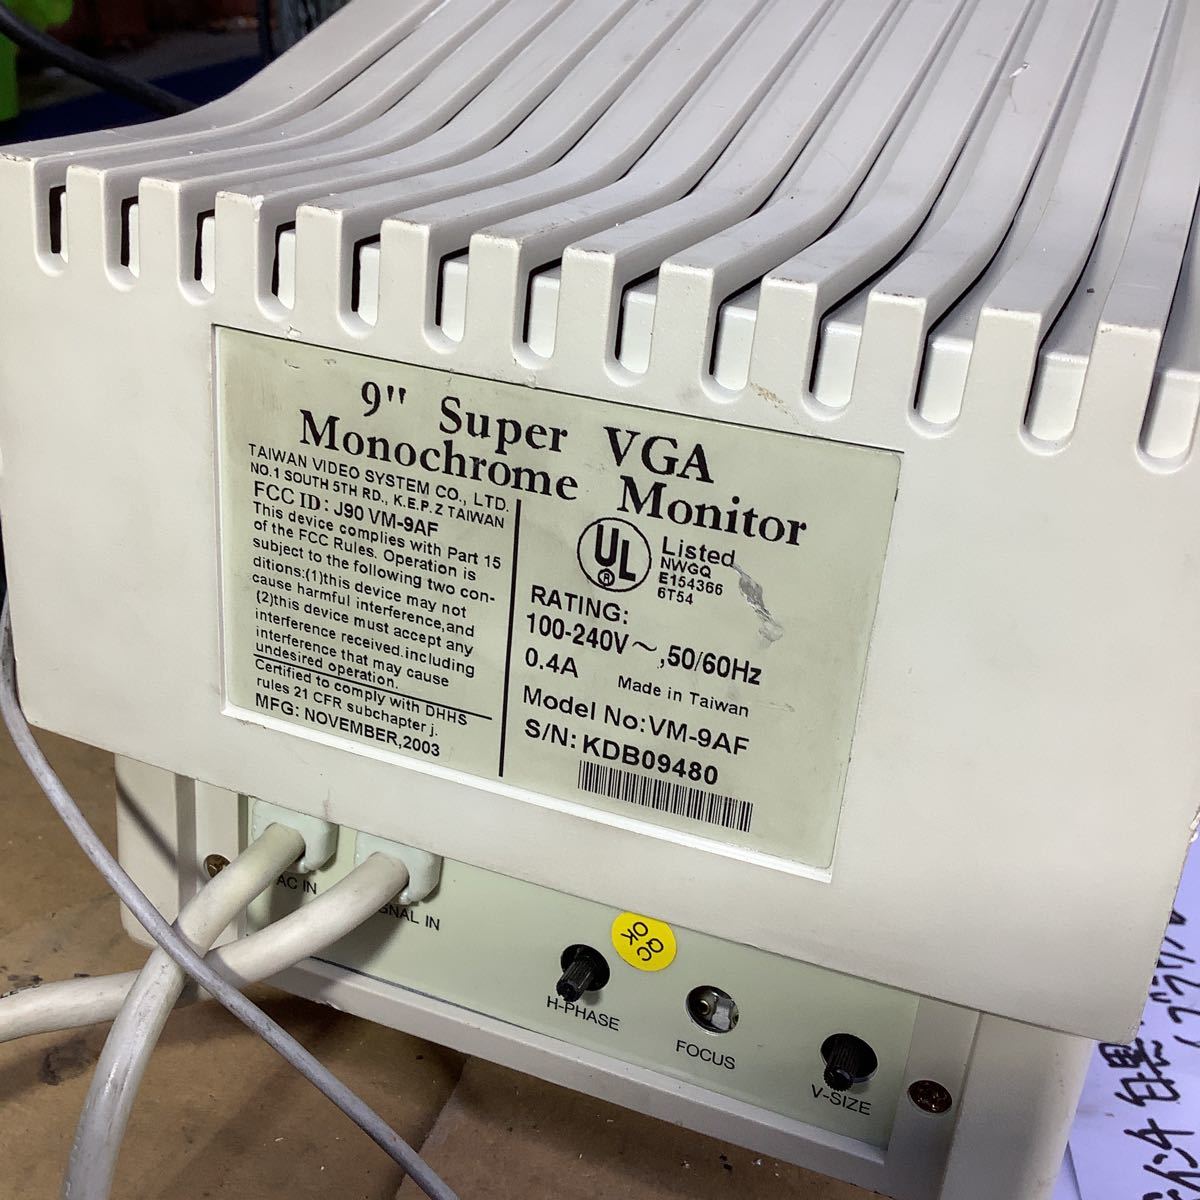 9" Super VGA
Monochrome Monitor
TAIWAN VIDEO SYSTEM CO., LTD.
NO.1 SOUTH 5TH RD., K.E.P.Z TAIWAN
FCC ID: J90 VM-9AF
This device complies with Part 15
of the FCC Rules. Operation is
subject to the following two con-
ditions:(1)this device may not
cause harmful interference,and
(2)this device must accept any
interference received.including
interference that may cause
undesired operation.
Certified to comply with DHHS
rules 21 CFR subchapter j.
MFG: NOVEMBER,2003
UL
®
Listed
NWGQ
E154366
6T54
RATING:
100-240V～,50/60Hz
0.4A
Made in Taiwan
Model No:VM-9AF
S/N: KDB09480
AC IN
GNAL IN
QC
OK
H-PHASE
FOCUS
V-SIZE